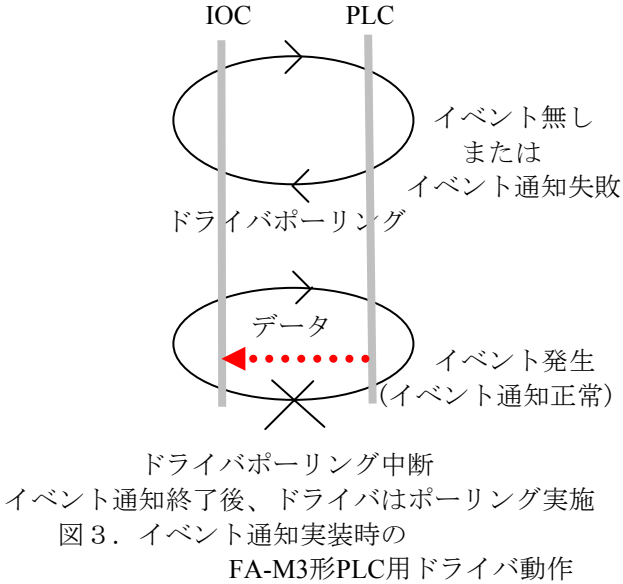 IOC PLC
イベント無し
または
イベント通知失敗
ドライバポーリング
データ
イベント発生
(イベント通知正常)
ドライバポーリング中断
イベント通知終了後、ドライバはポーリング実施
図３．イベント通知実装時の
FA-M3形PLC用ドライバ動作